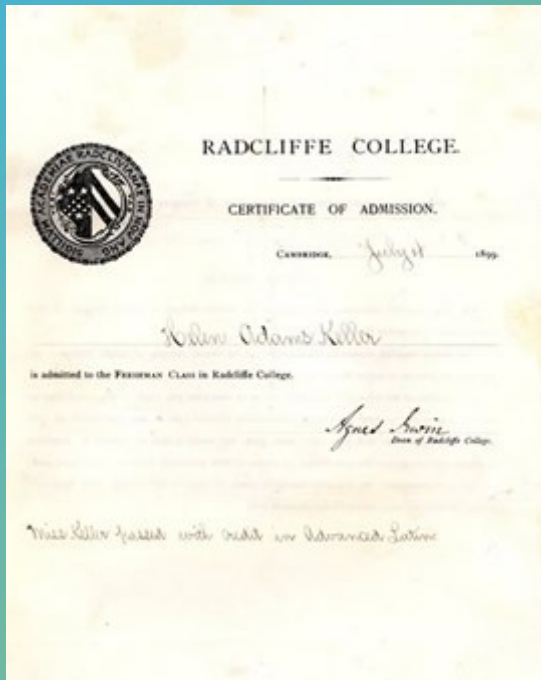 RADCLIFFE COLLEGE.
CERTIFICATE OF ADMISSION.
CAMBRIDGE, July 1899.
Helen Adams Keller
is admitted to the FRESHMAN CLASS in Radcliffe College.
Agnes Irwin
Dean of Radcliffe College.
Miss Keller passed with credit in Advanced Latin